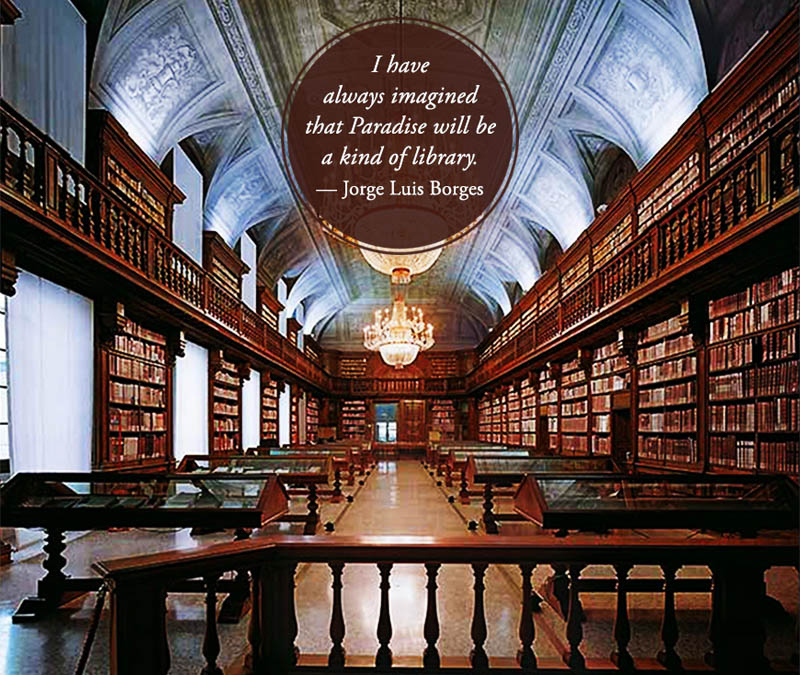 I have
always imagined
that Paradise will be
a kind of library.
— Jorge Luis Borges